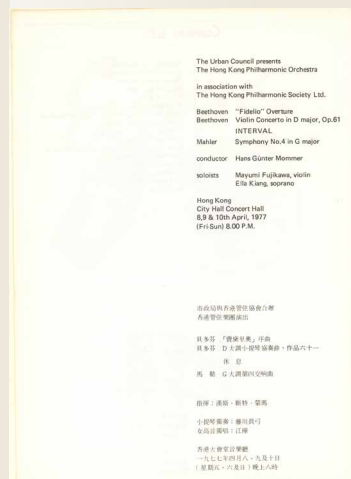 The Urban Council presents
The Hong Kong Philharmonic Orchestra
in association with
The Hong Kong Philharmonic Society Ltd.
Beethoven "Fidelio" Overture
Beethoven Violin Concerto in D major, Op.61
INTERVAL
Mahler Symphony No.4 in G major
conductor Hans Günter Mommer
soloists Mayumi Fujikawa, violin
Ella Kiang, soprano
Hong Kong
City Hall Concert Hall
8,9 & 10th April, 1977
(Fri-Sun) 8.00 P.M.
市政局與香港管弦協會合辦
香港管弦樂團演出
貝多芬 「費黛里奧」序曲
貝多芬 D大調小提琴協奏曲，作品六十一
休息
馬勒 G大調第四交響曲
指揮：漢斯·新特·蒙馬
小提琴獨奏：藤川真弓
女高音獨唱：江樺
香港大會堂音樂廳
一九七七年四月八、九及十日
（星期五、六及日）晚上八時